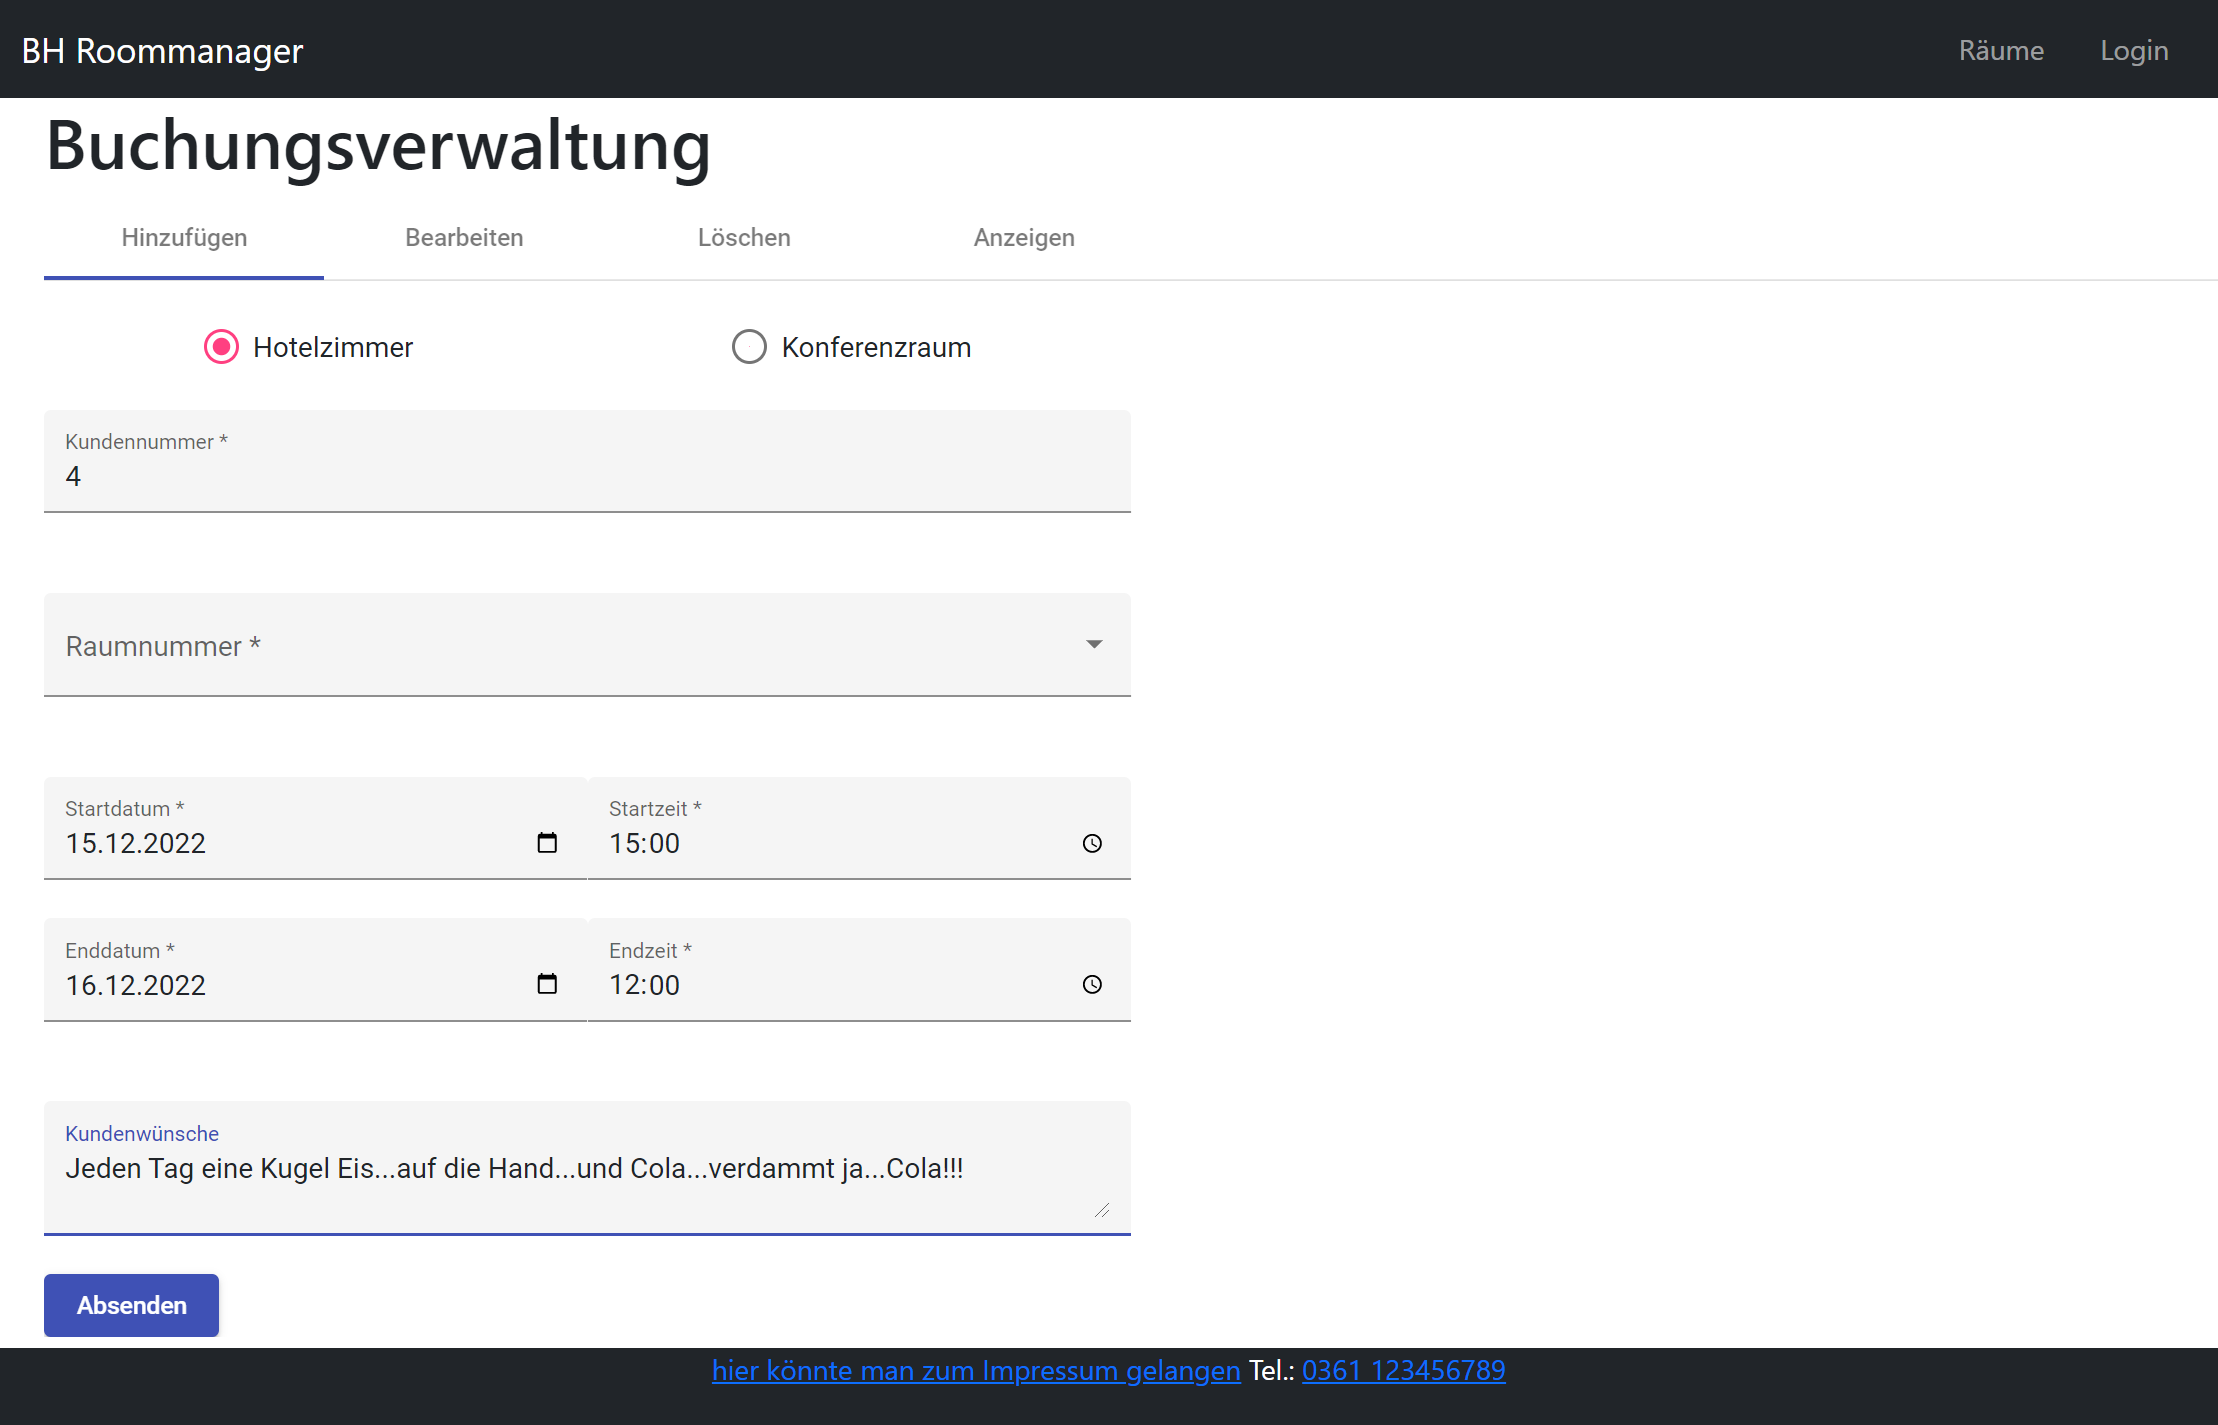 BH Roommanager Räume Login
Buchungsverwaltung
Hinzufügen Bearbeiten Löschen Anzeigen
Hotelzimmer Konferenzraum
Kundennummer *
4
Raumnummer *
Startdatum * Startzeit *
15.12.2022 15:00
Enddatum * Endzeit *
16.12.2022 12:00
Kundenwünsche
Jeden Tag eine Kugel Eis...auf die Hand...und Cola...verdammt ja...Cola!!!
Absenden
hier könnte man zum Impressum gelangen Tel.: 0361 123456789